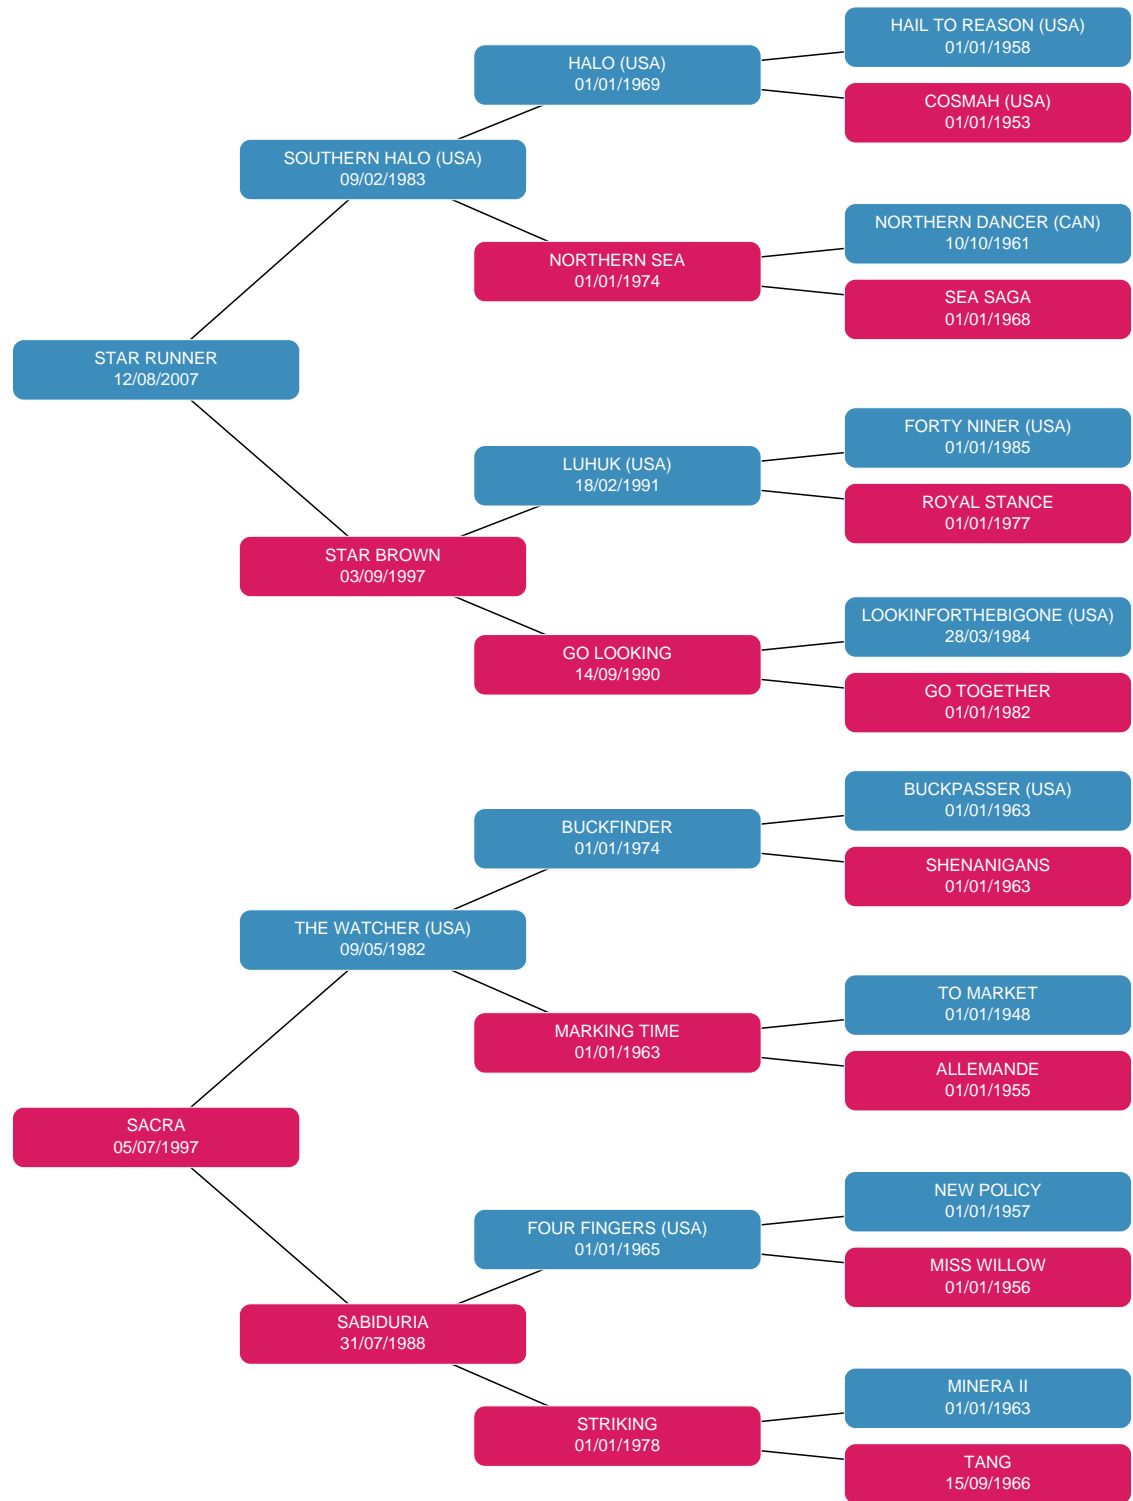 HAIL TO REASON (USA)
01/01/1958
HALO (USA)
01/01/1969
COSMAH (USA)
01/01/1953
SOUTHERN HALO (USA)
09/02/1983
NORTHERN DANCER (CAN)
10/10/1961
NORTHERN SEA
01/01/1974
SEA SAGA
01/01/1968
STAR RUNNER
12/08/2007
FORTY NINER (USA)
01/01/1985
LUHUK (USA)
18/02/1991
ROYAL STANCE
01/01/1977
STAR BROWN
03/09/1997
LOOKINFORTHEBIGONE (USA)
28/03/1984
GO LOOKING
14/09/1990
GO TOGETHER
01/01/1982
BUCKPASSER (USA)
01/01/1963
BUCKFINDER
01/01/1974
SHENANIGANS
01/01/1963
THE WATCHER (USA)
09/05/1982
TO MARKET
01/01/1948
MARKING TIME
01/01/1963
ALLEMANDE
01/01/1955
SACRA
05/07/1997
NEW POLICY
01/01/1957
FOUR FINGERS (USA)
01/01/1965
MISS WILLOW
01/01/1956
SABIDURIA
31/07/1988
MINERA II
01/01/1963
STRIKING
01/01/1978
TANG
15/09/1966